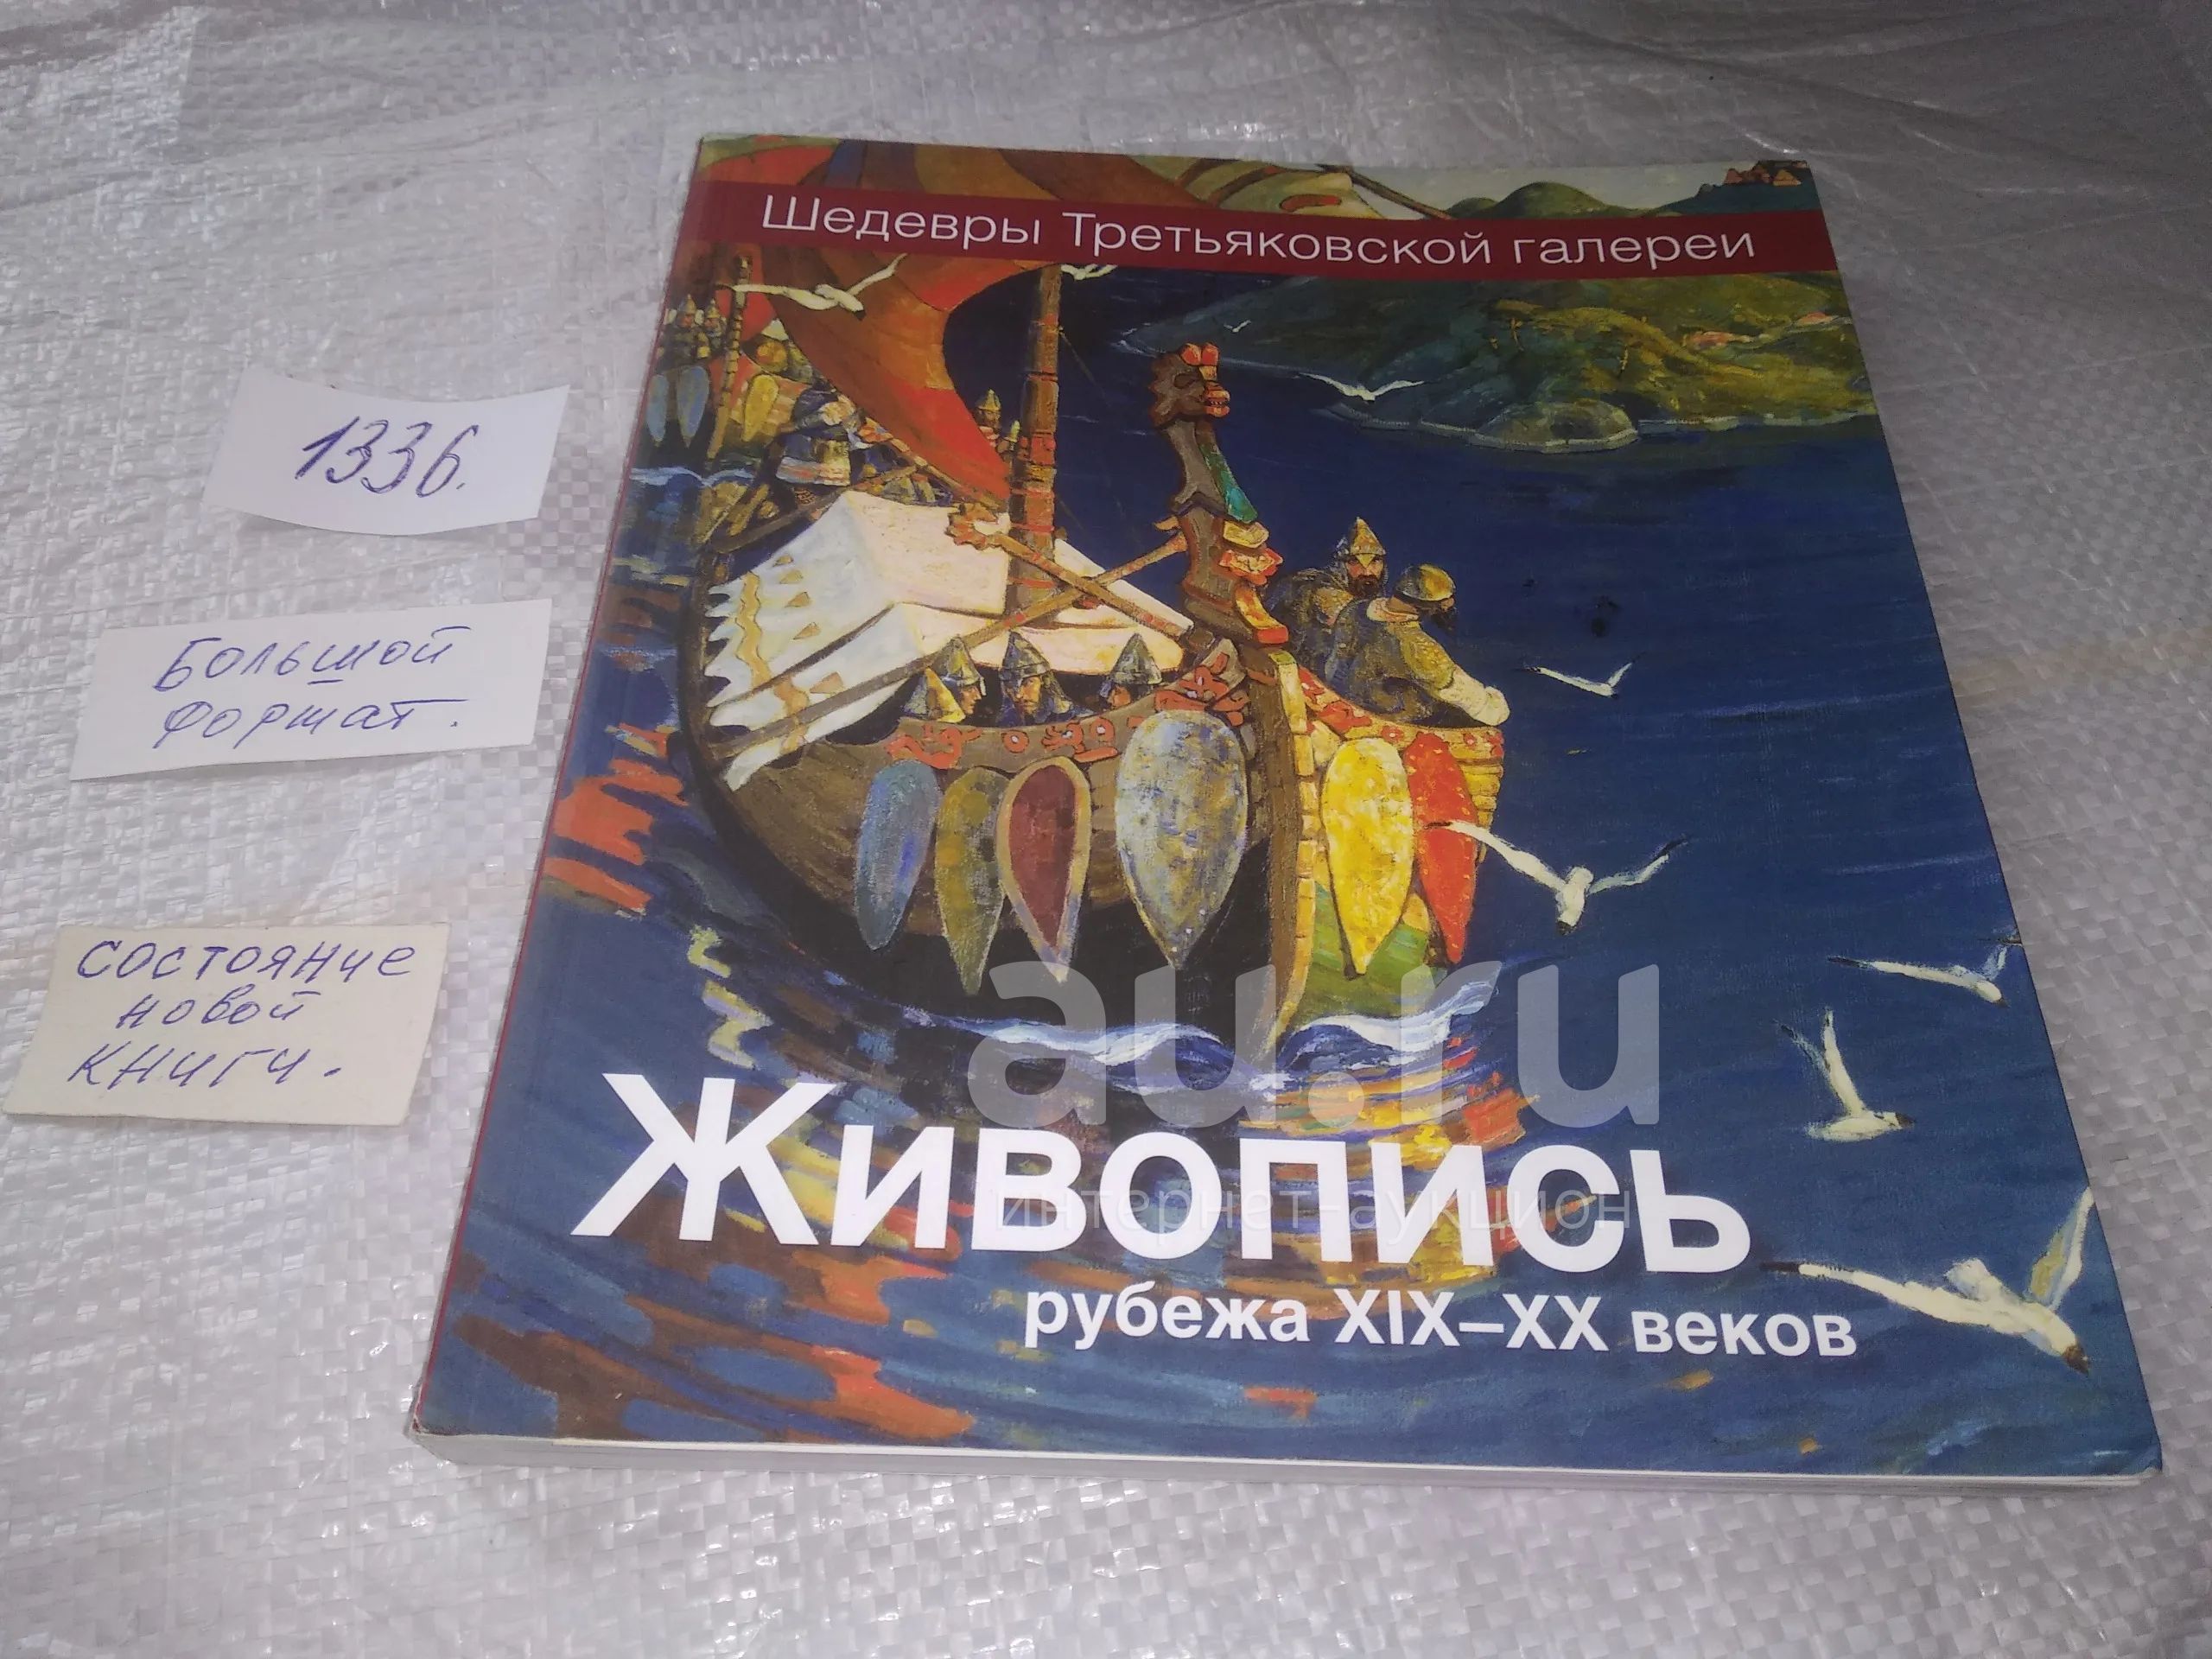 Шедевры Третьяковской галереи
1336.
Большой
формат.
состояние
новой
книги.
au.ru
интернет-аукцион
Живопись
рубежа XIX–XX веков